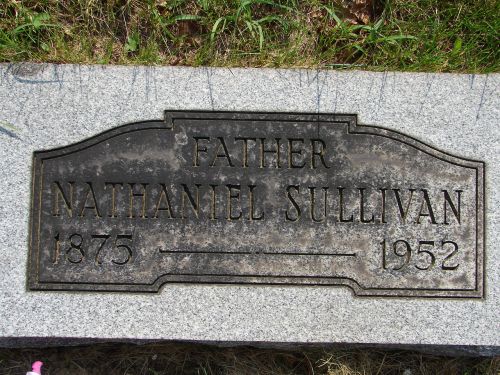 FATHER
NATHANIEL SULLIVAN
1875 — 1952